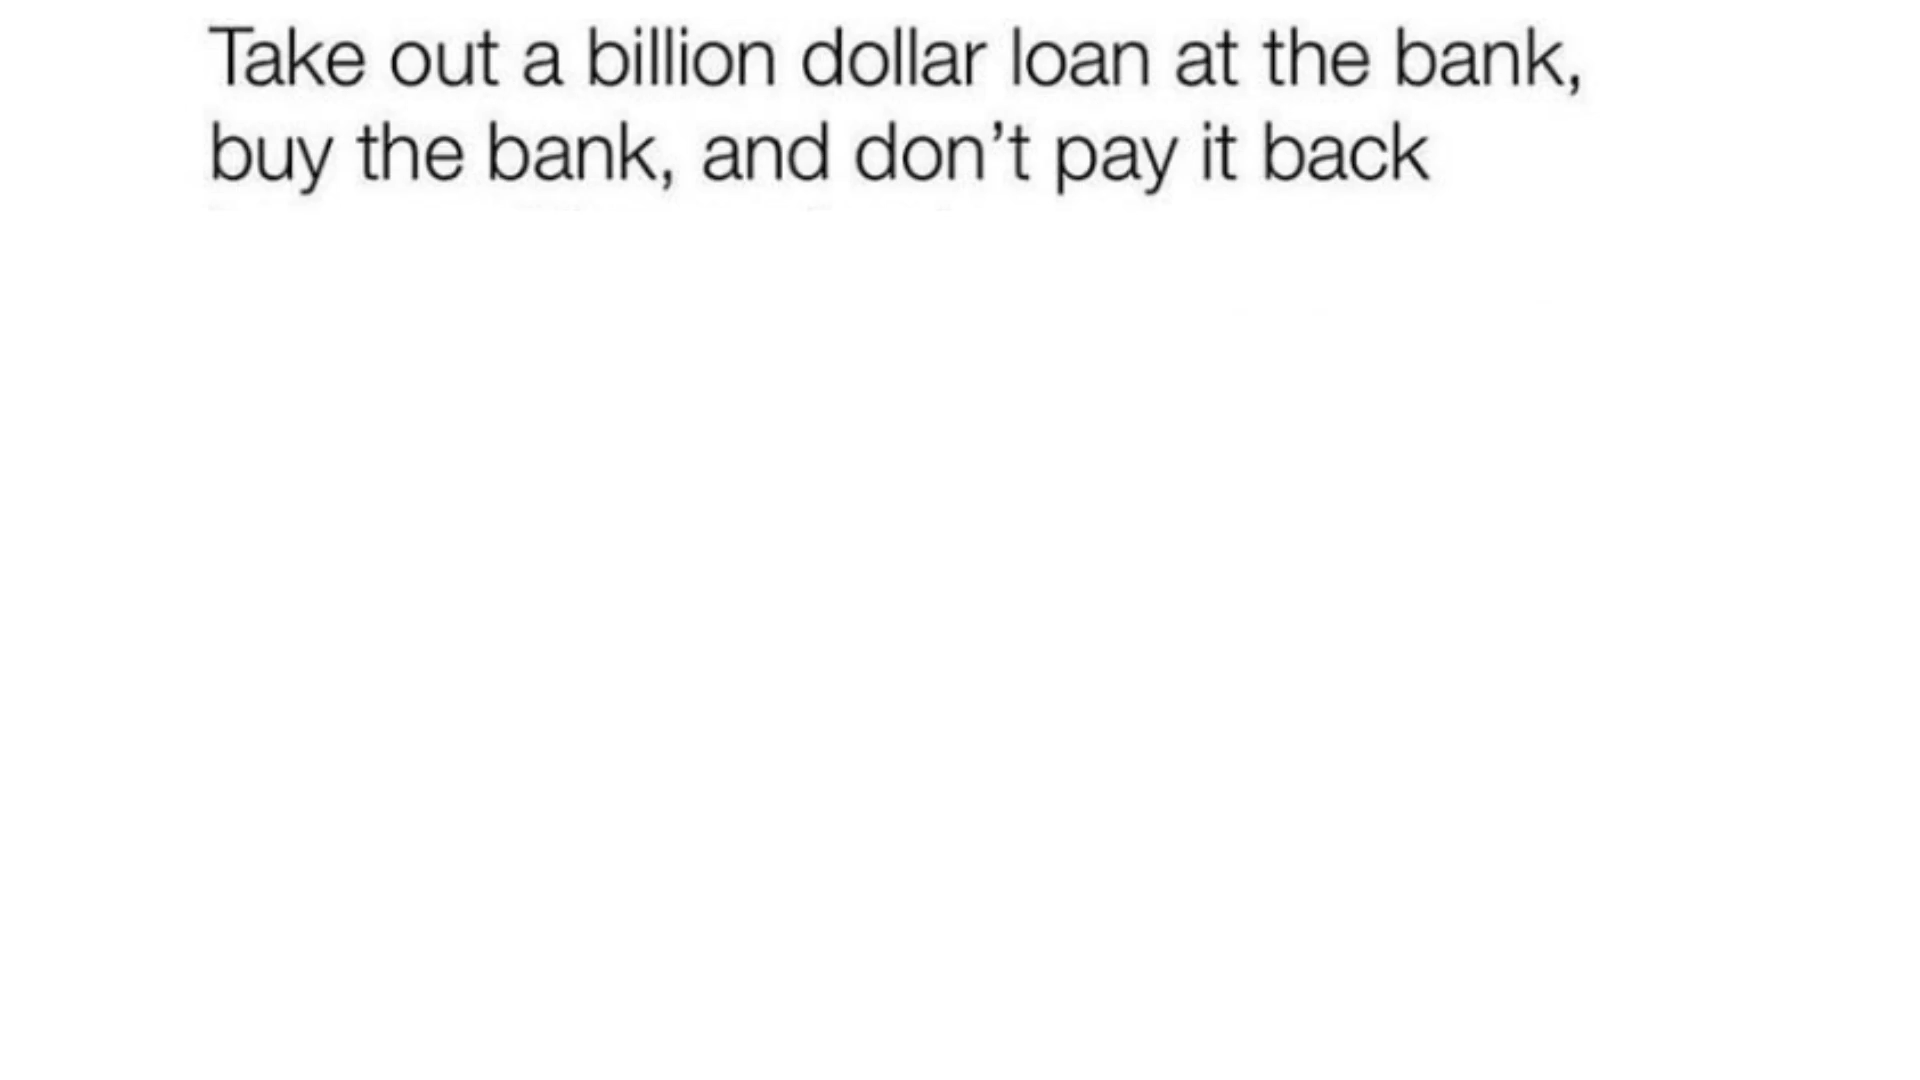 Take out a billion dollar loan at the bank,
buy the bank, and don’t pay it back